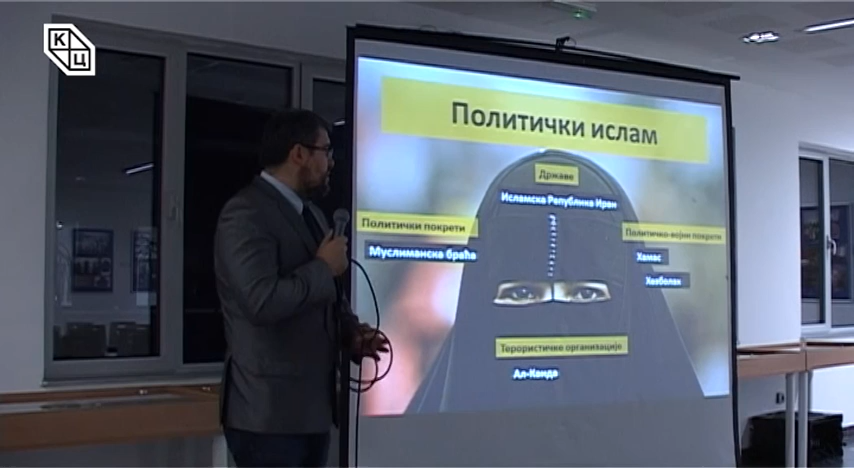 К
Ц
Политички ислам
Државе
Исламска Република Иран
Политички покрети
Муслиманска браћа
Политичко-војни покрети
Хамас
Хезболах
Терористичке организације
Ал-Каида